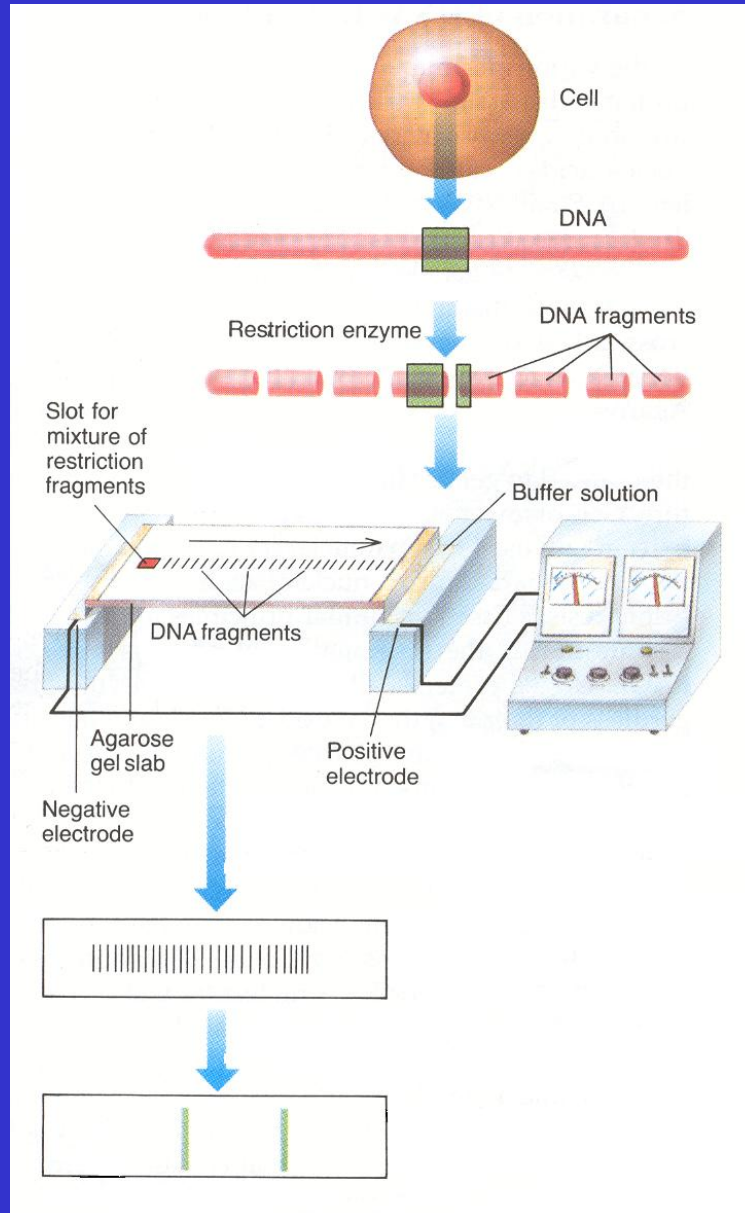 Cell
DNA
Restriction enzyme
DNA fragments
Slot for
mixture of
restriction
fragments
Buffer solution
DNA fragments
Agarose
gel slab
Positive
electrode
Negative
electrode